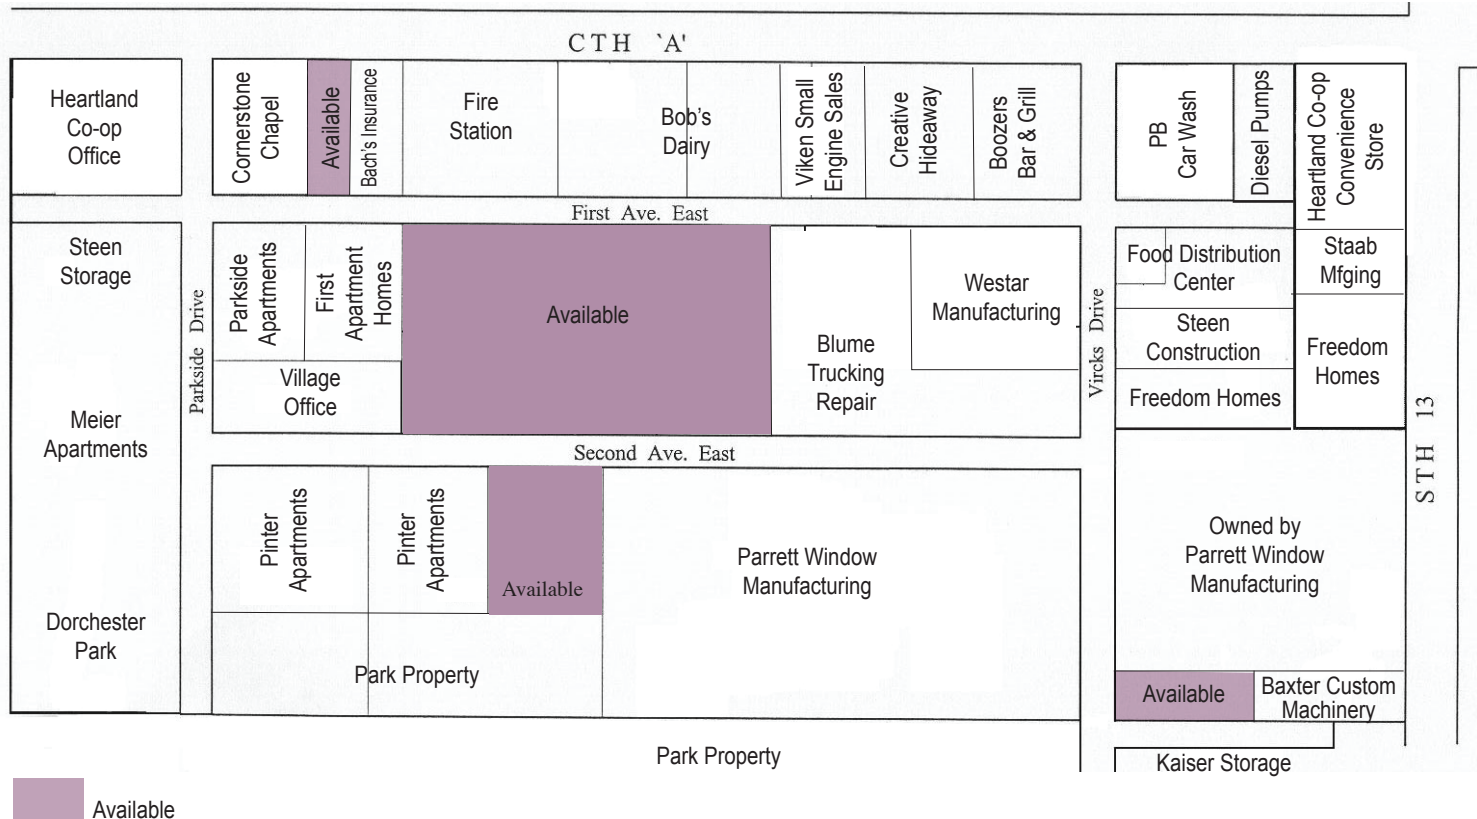 CTH `A'
Heartland
Co-op
Office
Cornerstone
Chapel
Available
Bach's Insurance
Fire
Station
Bob's
Dairy
Viken Small
Engine Sales
Creative
Hideaway
Boozers
Bar & Grill
PB
Car Wash
Diesel Pumps
Heartland Co-op
Convenience
Store
First Ave. East
Steen
Storage
Meier
Apartments
Dorchester
Park
Parkside Drive
Parkside
Apartments
First
Apartment
Homes
Village
Office
Available
Blume
Trucking
Repair
Westar
Manufacturing
Vircks Drive
Food Distribution
Center
Steen
Construction
Freedom Homes
Staab
Mfging
Freedom
Homes
STH 13
Second Ave. East
Pinter
Apartments
Pinter
Apartments
Available
Parrett Window
Manufacturing
Owned by
Parrett Window
Manufacturing
Park Property
Available
Baxter Custom
Machinery
Park Property
Kaiser Storage
Available